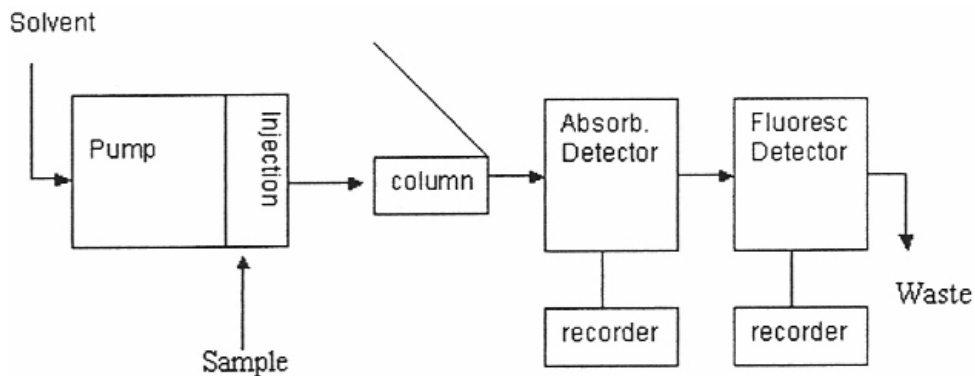 Solvent
Pump
Injection
Sample
column
Absorb.
Detector
Fluoresc
Detector
recorder
recorder
Waste